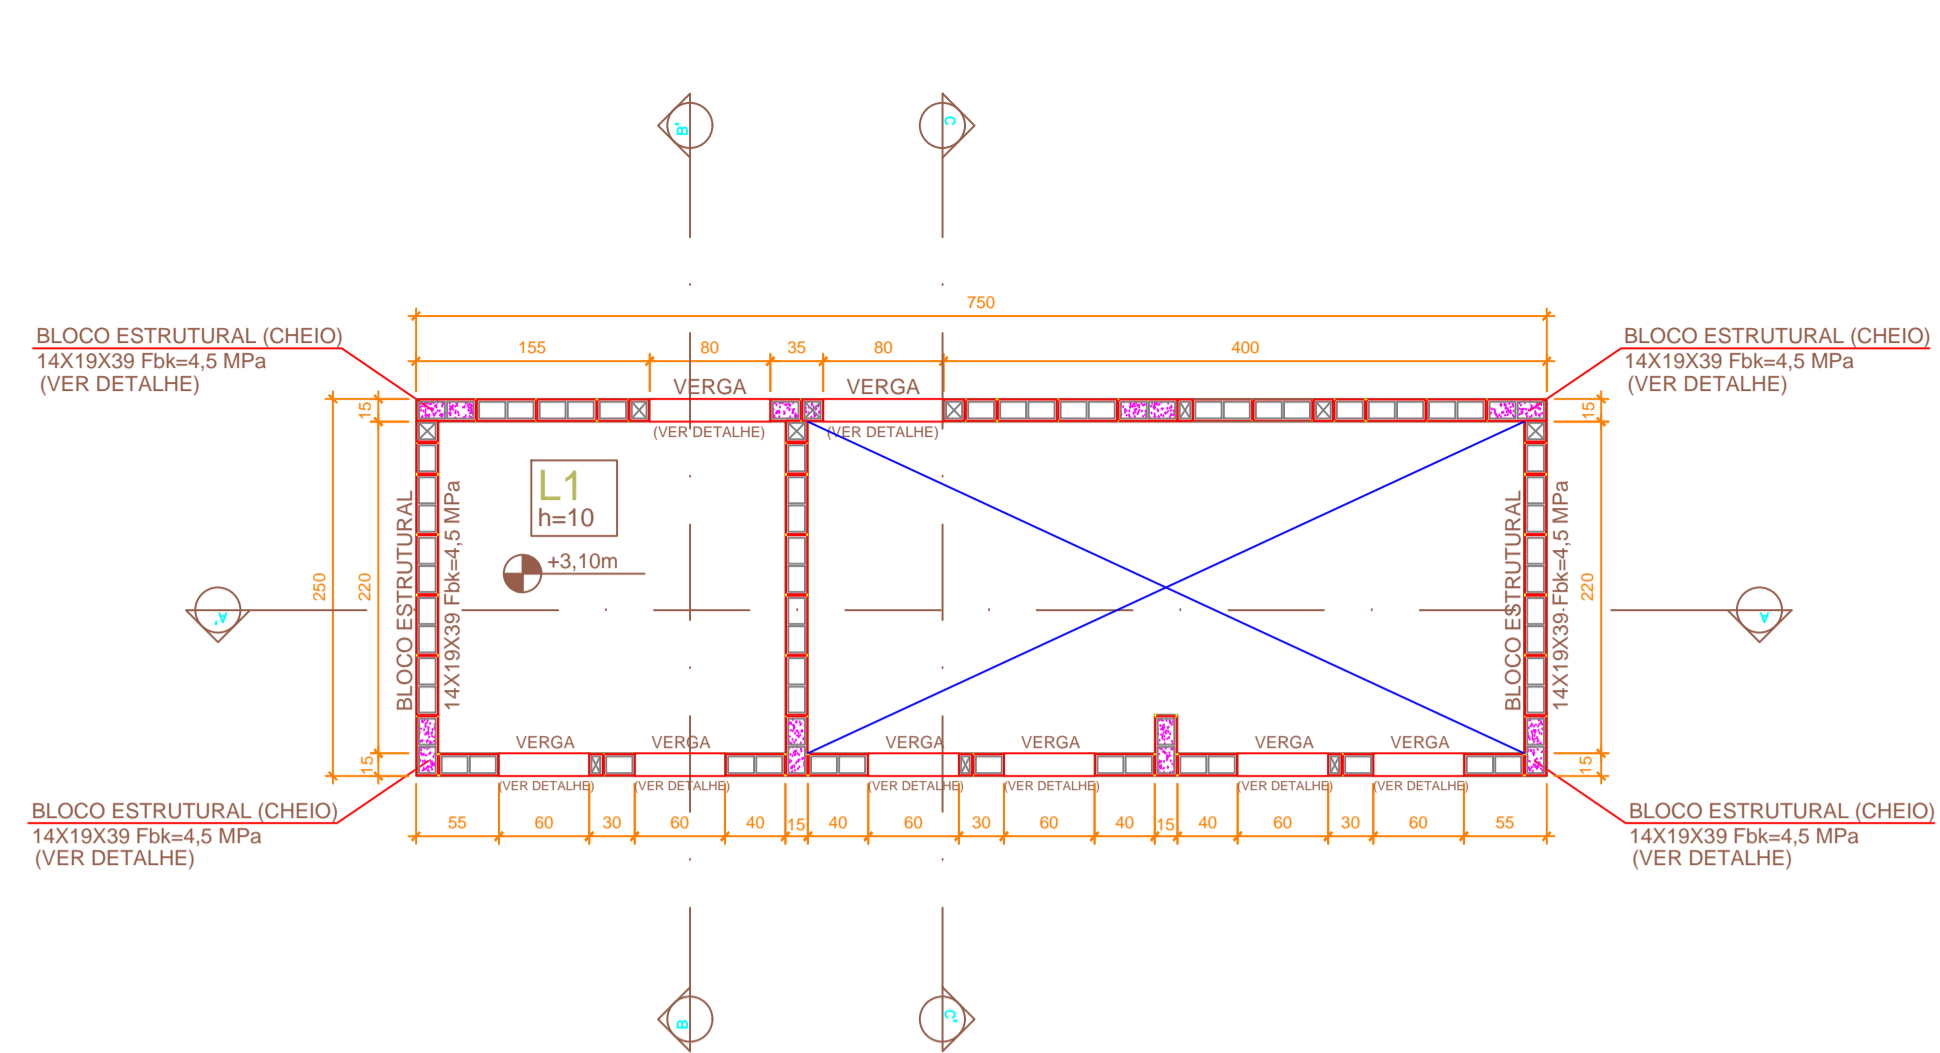 B'
C
750
155
80
35
80
400
BLOCO ESTRUTURAL (CHEIO)
14X19X39 Fbk=4,5 MPa
(VER DETALHE)
BLOCO ESTRUTURAL (CHEIO)
14X19X39 Fbk=4,5 MPa
(VER DETALHE)
VERGA
VERGA
15
15
(VER DETALHE)
(VER DETALHE)
L1
h=10
+3,10m
250
220
BLOCO ESTRUTURAL
14X19X39 Fbk=4,5 MPa
BLOCO ESTRUTURAL
14X19X39 Fbk=4,5 MPa
220
A'
A
VERGA
VERGA
VERGA
VERGA
VERGA
VERGA
15
15
(VER DETALHE)
(VER DETALHE)
(VER DETALHE)
(VER DETALHE)
(VER DETALHE)
(VER DETALHE)
BLOCO ESTRUTURAL (CHEIO)
14X19X39 Fbk=4,5 MPa
(VER DETALHE)
55
60
30
60
40
15
40
60
30
60
40
15
40
60
30
60
55
BLOCO ESTRUTURAL (CHEIO)
14X19X39 Fbk=4,5 MPa
(VER DETALHE)
B
C'